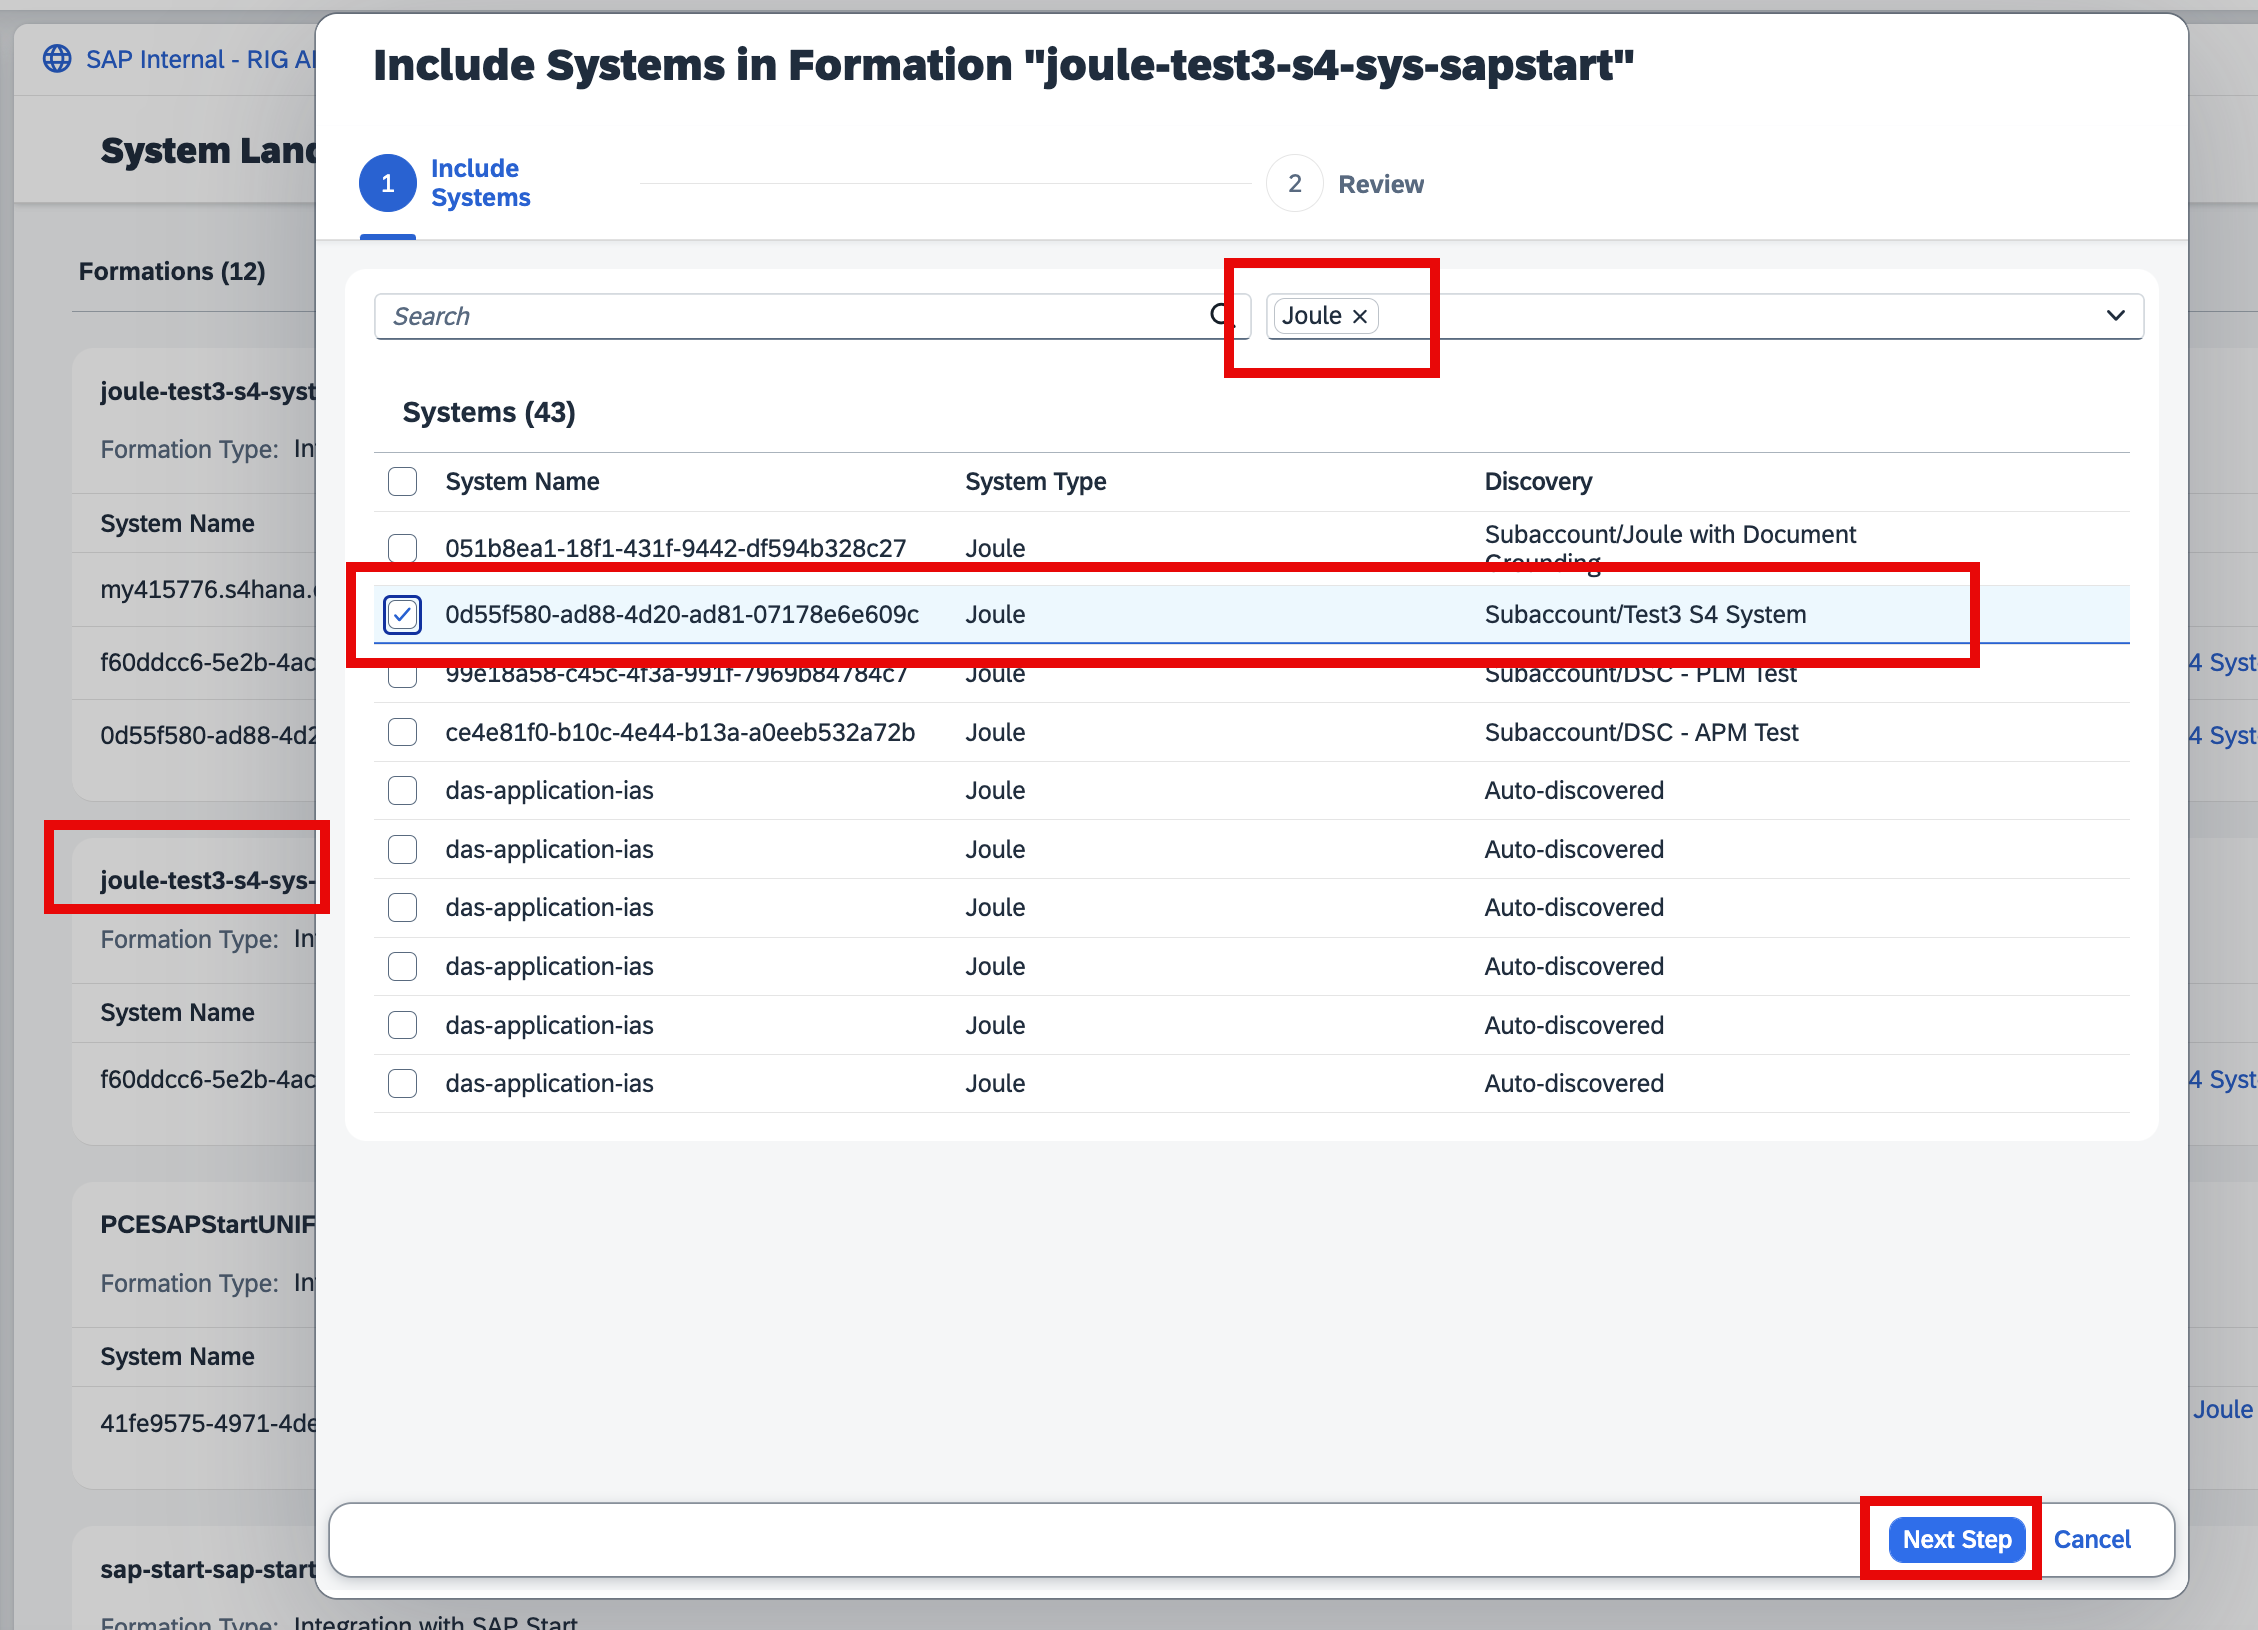 SAP Internal - RIG
System
Formations (12)
joule-test3-s4-syst
Formation Type: In
System Name
my415776.s4hana.
f60ddcc6-5e2b-4ac
0d55f580-ad88-4d2
joule-test3-s4-sys-
Formation Type: In
System Name
f60ddcc6-5e2b-4ac
PCESAPStartUNIF
Formation Type: In
System Name
41fe9575-4971-4de
sap-start-sap-start
Formation Type: Integration with SAP Start
Include Systems in Formation "joule-test3-s4-sys-sapstart"
1 Include
Systems
2 Review
Search
Joule
Systems (43)
System Name System Type Discovery
051b8ea1-18f1-431f-9442-df594b328c27 Joule Subaccount/Joule with Document
Grounding
0d55f580-ad88-4d20-ad81-07178e6e609c Joule Subaccount/Test3 S4 System
99e18a58-c45c-4f3a-991f-7969b84784c7 Joule Subaccount/DSC - PLM Test
ce4e81f0-b10c-4e44-b13a-a0eeb532a72b Joule Subaccount/DSC - APM Test
das-application-ias Joule Auto-discovered
das-application-ias Joule Auto-discovered
das-application-ias Joule Auto-discovered
das-application-ias Joule Auto-discovered
das-application-ias Joule Auto-discovered
das-application-ias Joule Auto-discovered
Next Step Cancel
4 Syst
4 Syst
4 Syst
Joule